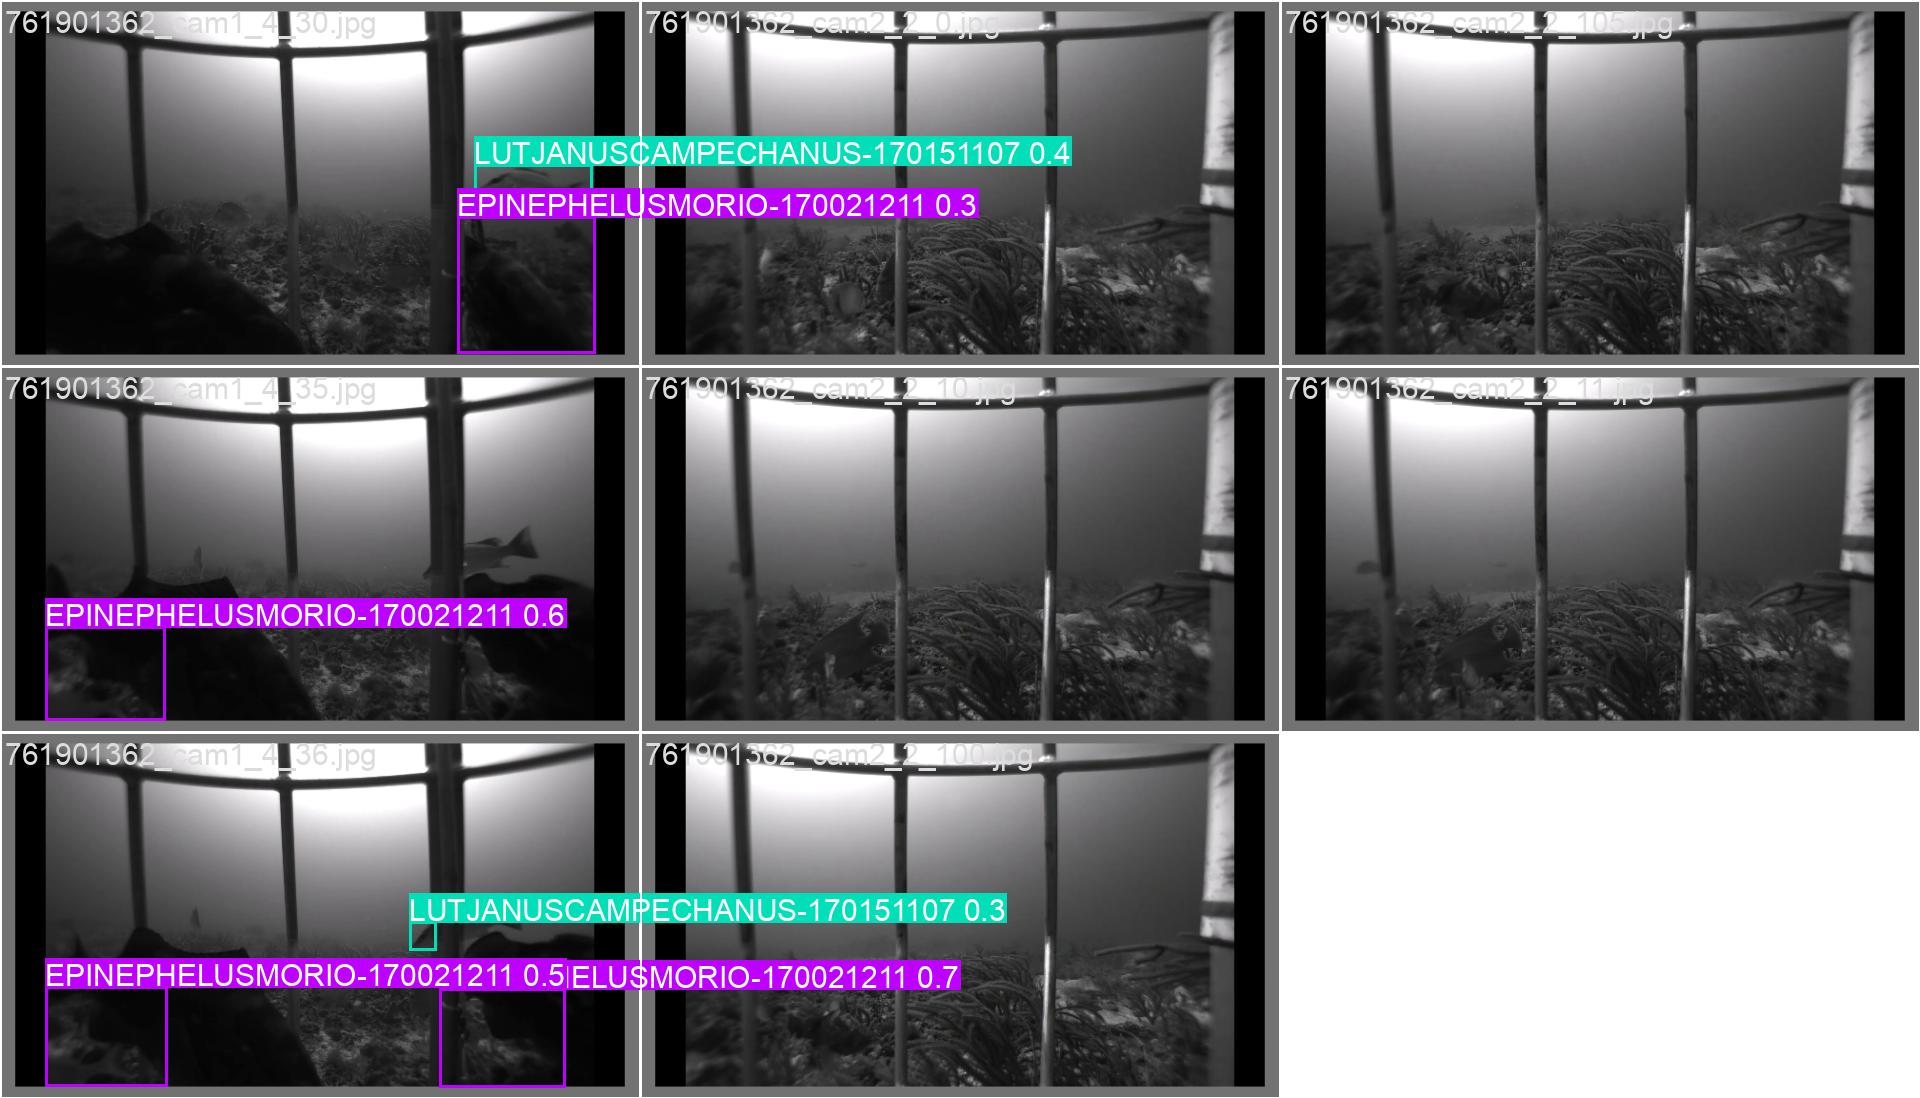 761901362_cam1_4_30.jpg
761901362_cam2_2_0.jpg
761901362_cam2_2_105.jpg
LUTJANUSCAMPECHANUS-170151107 0.4
EPINEPHELUSMORIO-170021211 0.3
761901362_cam1_4_35.jpg
761901362_cam2_2_10.jpg
761901362_cam2_2_11.jpg
EPINEPHELUSMORIO-170021211 0.6
761901362_cam1_4_36.jpg
761901362_cam2_2_100.jpg
LUTJANUSCAMPECHANUS-170151107 0.3
EPINEPHELUSMORIO-170021211 0.5
ELUSMORIO-170021211 0.7